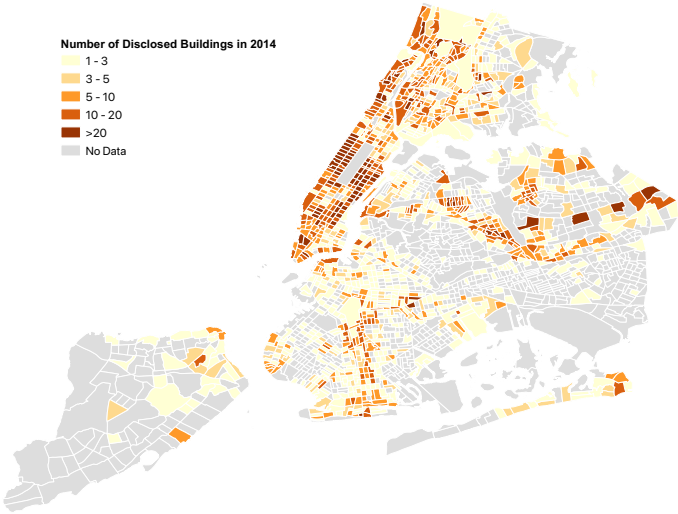 Number of Disclosed Buildings in 2014
1 - 3
3 - 5
5 - 10
10 - 20
>20
No Data